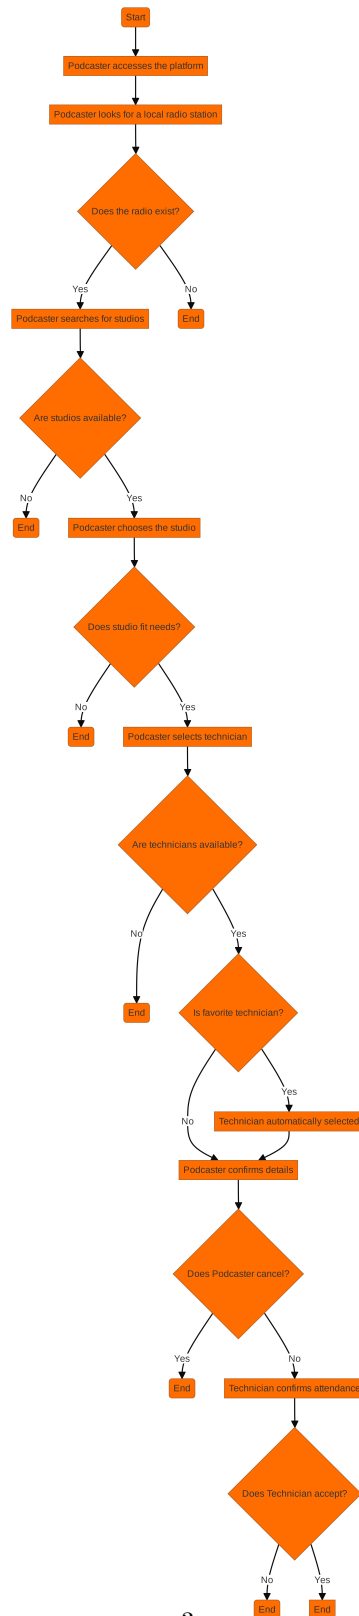 Start
Podcaster accesses the platform
Podcaster looks for a local radio station
Does the radio exist?
Yes
No
Podcaster searches for studios
End
Are studios available?
No
Yes
End
Podcaster chooses the studio
Does studio fit needs?
No
Yes
End
Podcaster selects technician
Are technicians available?
No
Yes
End
Is favorite technician?
Yes
No
Technician automatically selected
Podcaster confirms details
Does Podcaster cancel?
Yes
No
End
Technician confirms attendance
Does Technician accept?
No
Yes
End
End